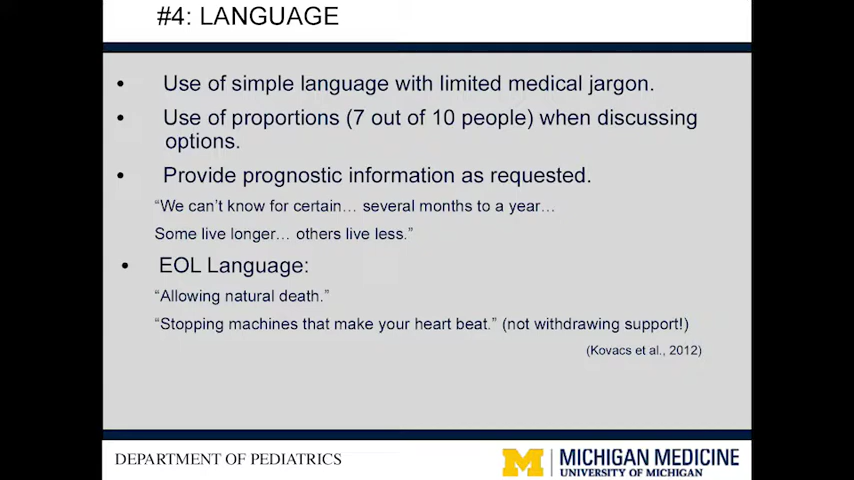 #4: LANGUAGE
• Use of simple language with limited medical jargon.
• Use of proportions (7 out of 10 people) when discussing
options.
• Provide prognostic information as requested.
“We can’t know for certain… several months to a year…
Some live longer… others live less.”
• EOL Language:
“Allowing natural death.”
“Stopping machines that make your heart beat.” (not withdrawing support!)
(Kovacs et al., 2012)
DEPARTMENT OF PEDIATRICS
M MICHIGAN MEDICINE
UNIVERSITY OF MICHIGAN